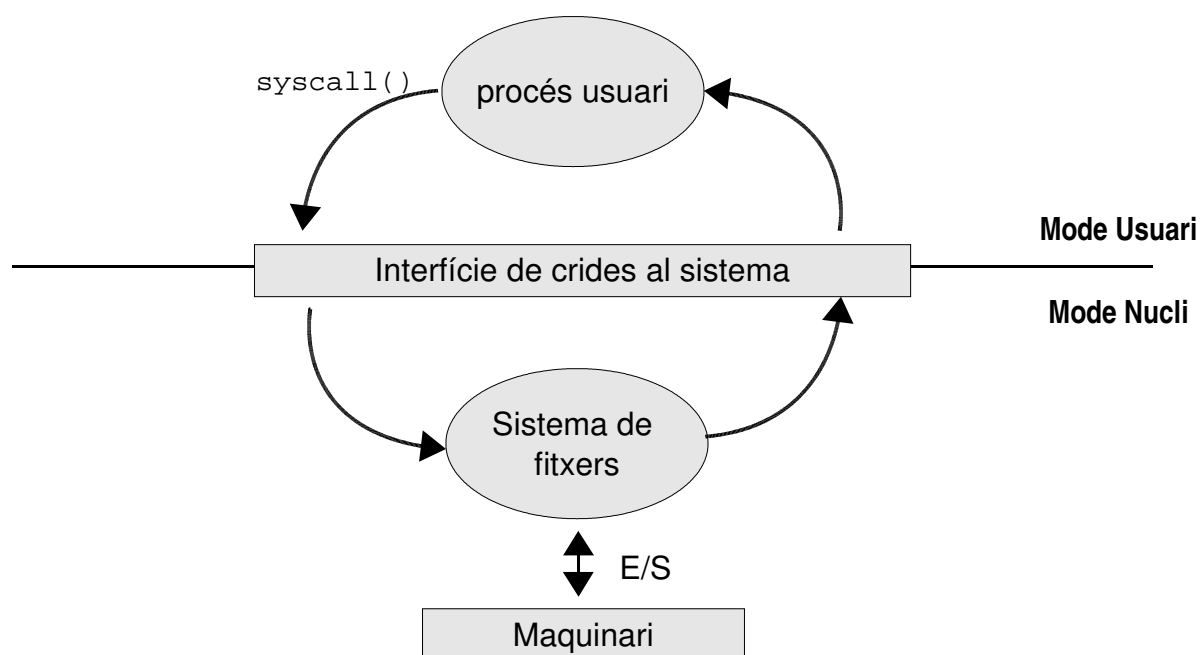 procés usuari
syscall()
Mode Usuari
Interfície de crides al sistema
Mode Nucli
Sistema de
fitxers
E/S
Maquinari